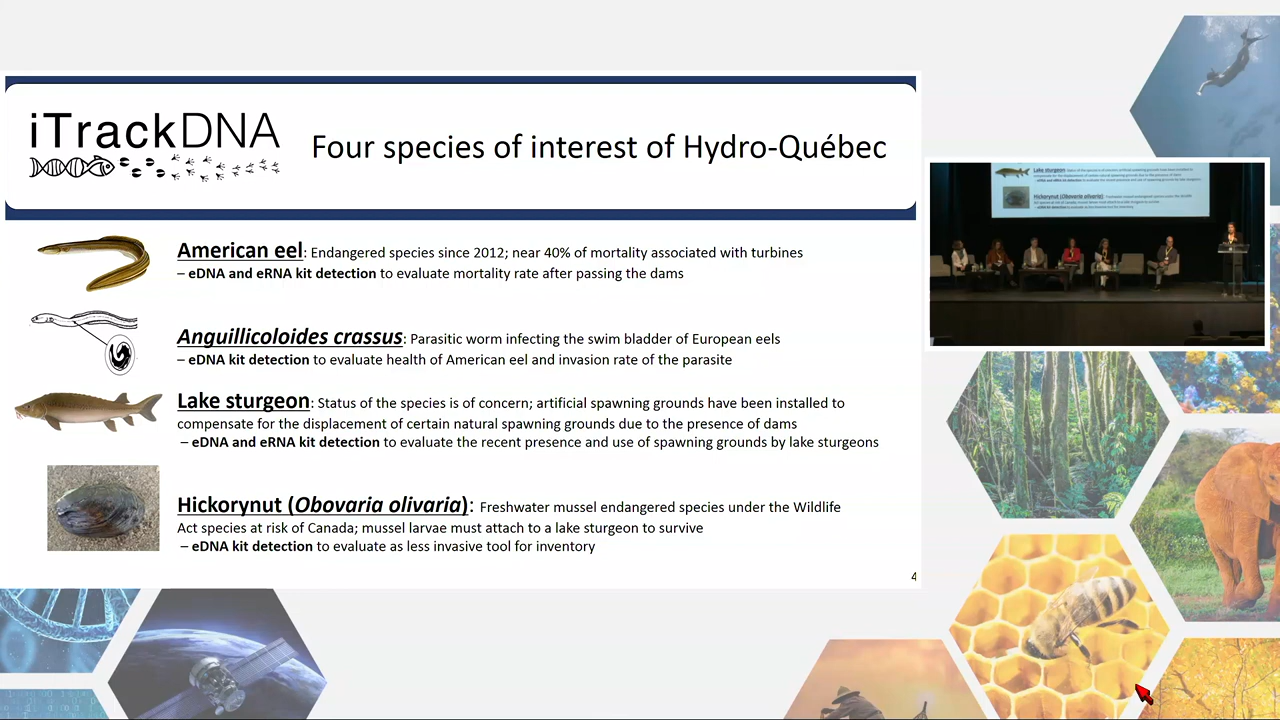 iTrackDNA
Four species of interest of Hydro-Québec
American eel: Endangered species since 2012; near 40% of mortality associated with turbines
– eDNA and eRNA kit detection to evaluate mortality rate after passing the dams
Anguillicoloides crassus: Parasitic worm infecting the swim bladder of European eels
– eDNA kit detection to evaluate health of American eel and invasion rate of the parasite
Lake sturgeon: Status of the species is of concern; artificial spawning grounds have been installed to
compensate for the displacement of certain natural spawning grounds due to the presence of dams
– eDNA and eRNA kit detection to evaluate the recent presence and use of spawning grounds by lake sturgeons
Hickorynut (Obovaria olivaria): Freshwater mussel endangered species under the Wildlife
Act species at risk of Canada; mussel larvae must attach to a lake sturgeon to survive
– eDNA kit detection to evaluate as less invasive tool for inventory
4
Lake sturgeon:
Hickorynut (Obovaria olivaria):